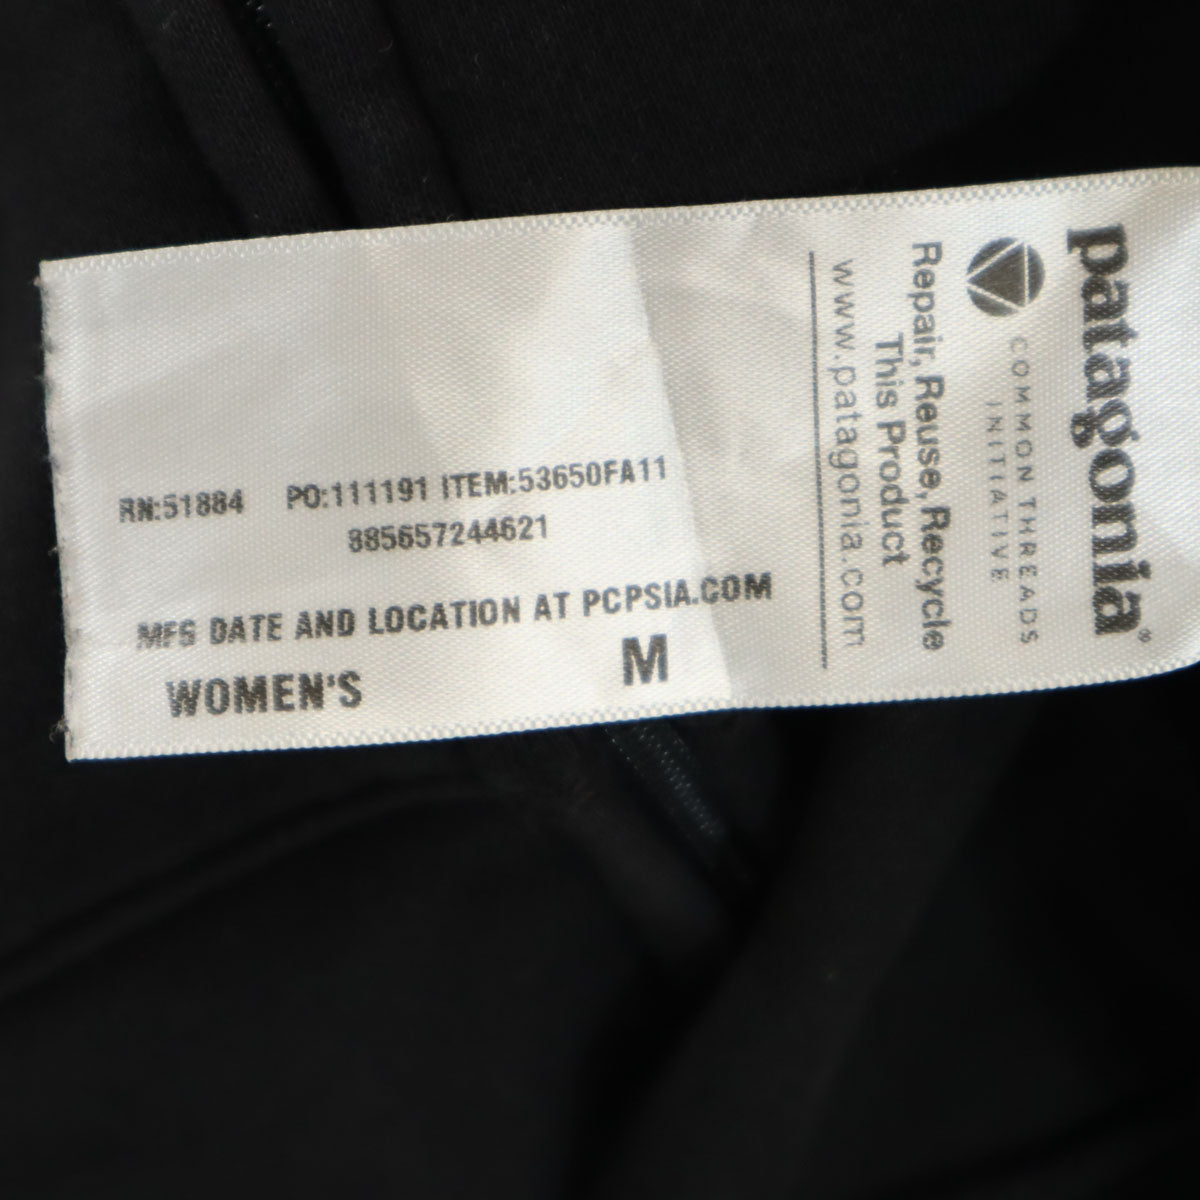 patagonia®
COMMON THREADS
INITIATIVE
Repair, Reuse, Recycle
This Product
www.patagonia.com
RN:51884 PO:111191 ITEM:53650FA11
885657244621
MFG DATE AND LOCATION AT PCPSIA.COM
WOMEN'S M